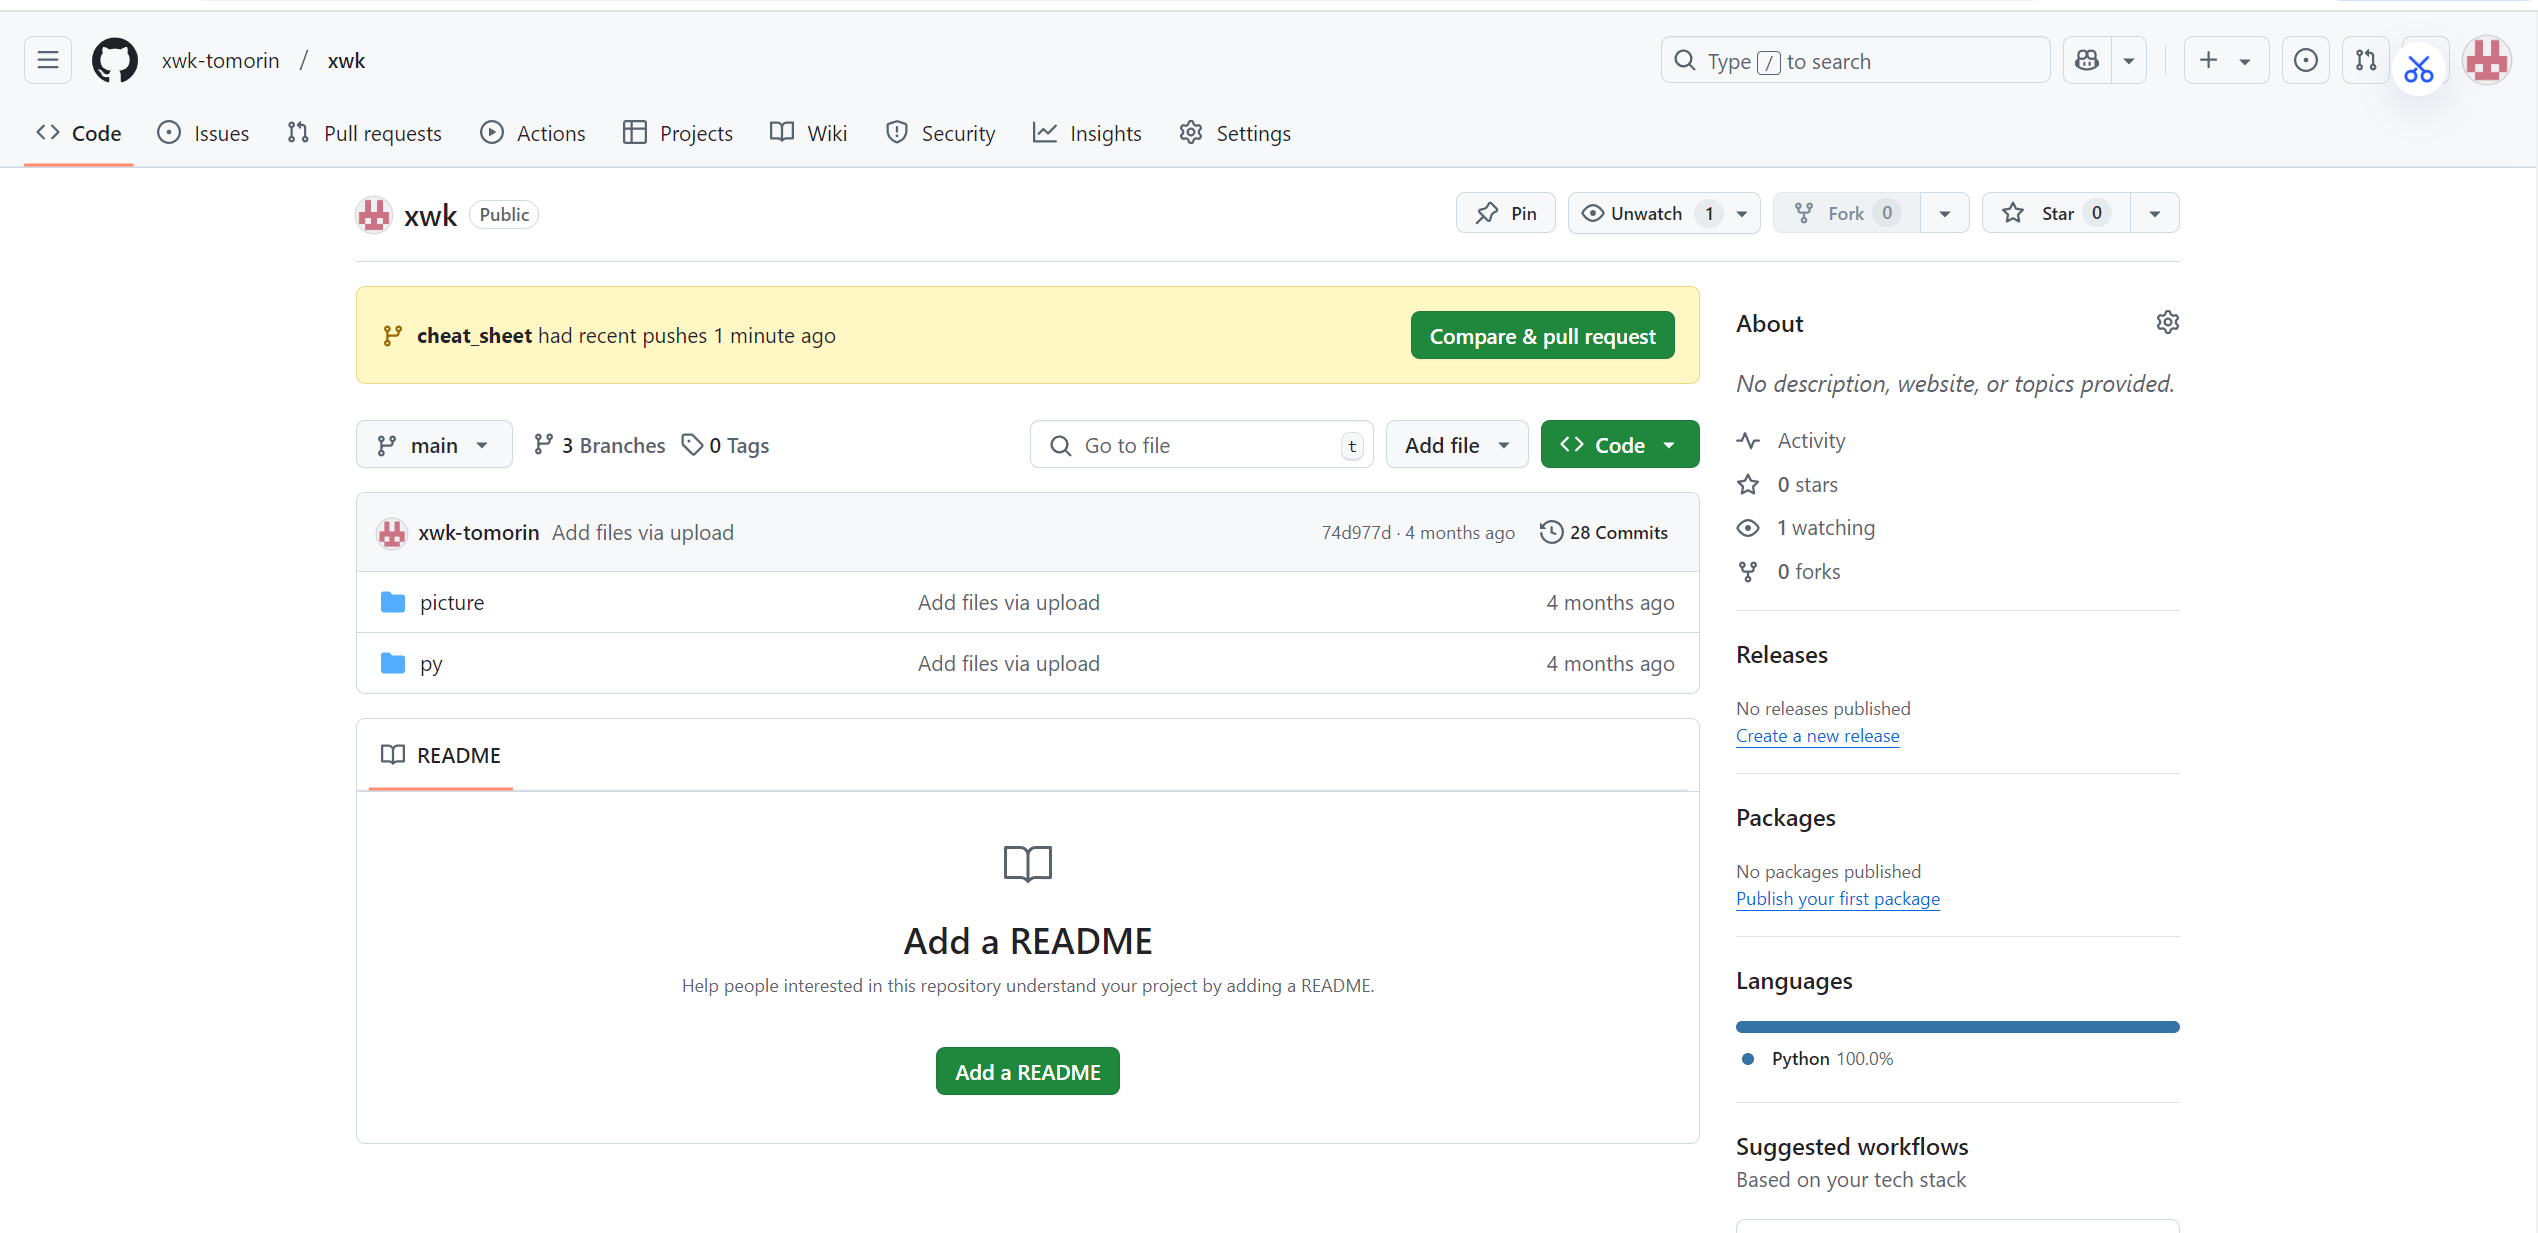 xwk-tomorin / xwk
Type / to search
Code Issues Pull requests Actions Projects Wiki Security Insights Settings
xwk Public
Pin Unwatch 1 Fork 0 Star 0
cheat_sheet had recent pushes 1 minute ago
Compare & pull request
main 3 Branches 0 Tags
Go to file t Add file Code
xwk-tomorin Add files via upload 74d977d · 4 months ago 28 Commits
picture Add files via upload 4 months ago
py Add files via upload 4 months ago
README
Add a README
Help people interested in this repository understand your project by adding a README.
Add a README
About
No description, website, or topics provided.
Activity
0 stars
1 watching
0 forks
Releases
No releases published
Create a new release
Packages
No packages published
Publish your first package
Languages
Python 100.0%
Suggested workflows
Based on your tech stack